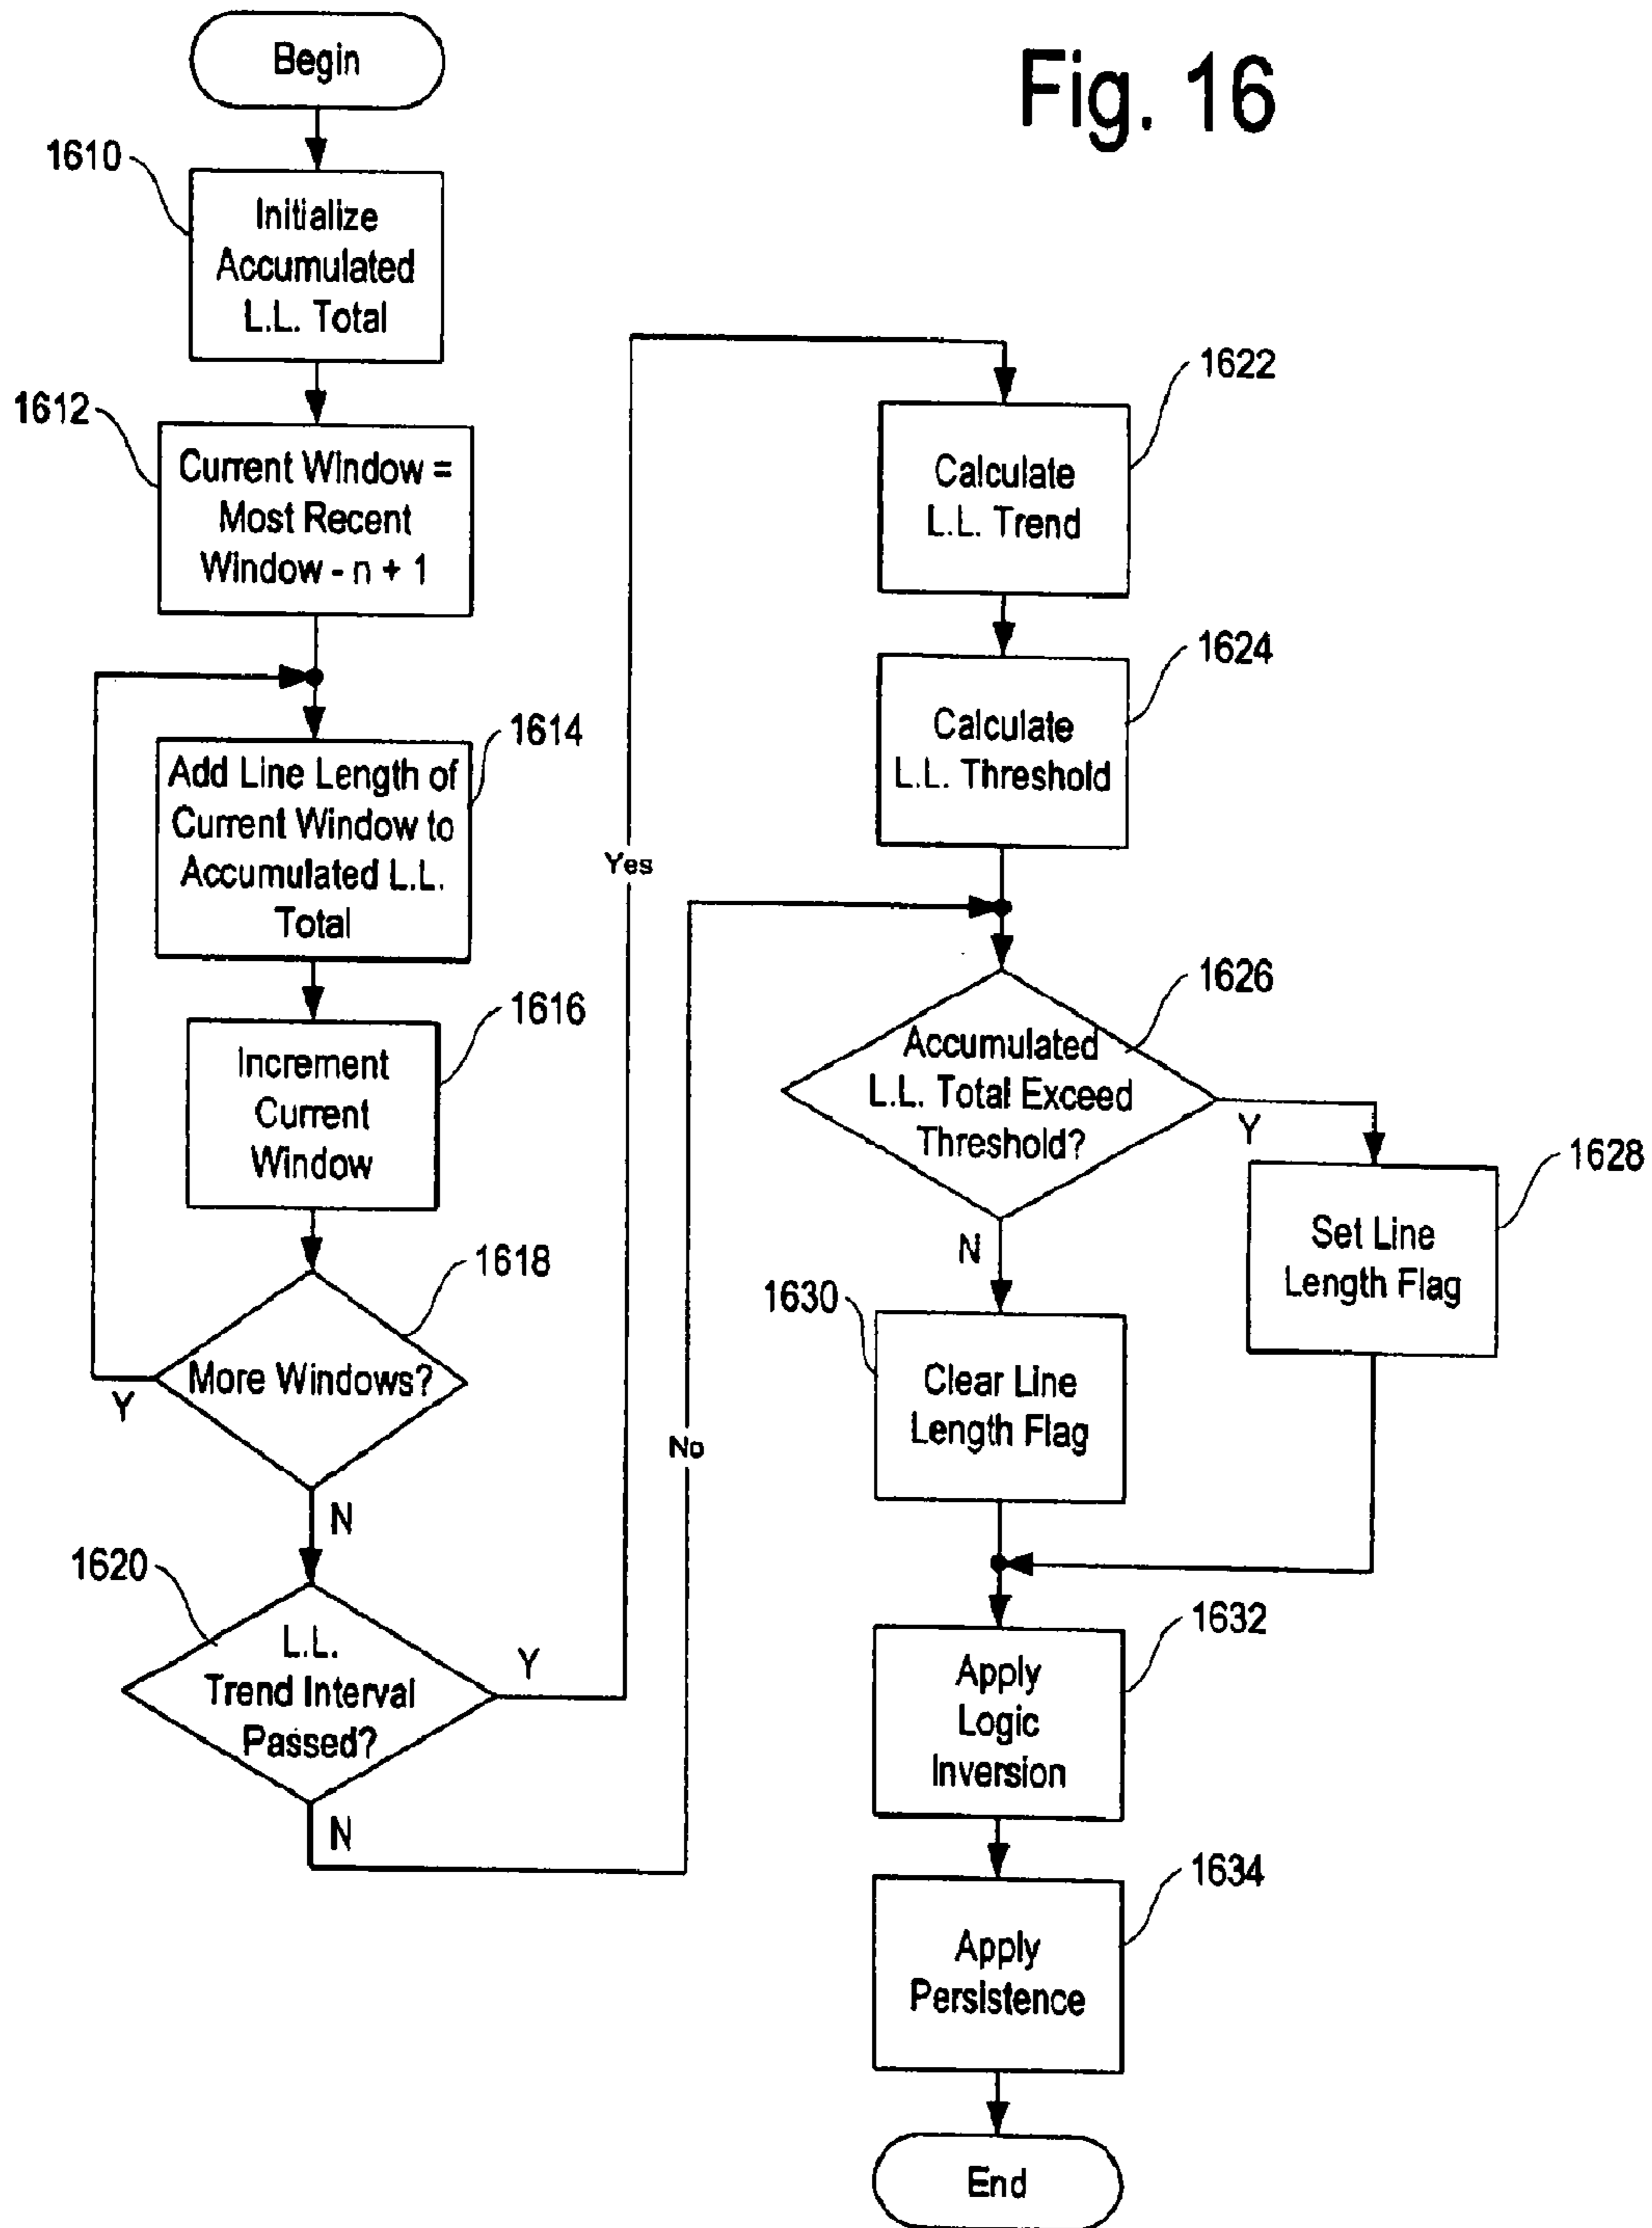 Fig. 16
Begin
1610
Initialize
Accumulated
L.L. Total
1612
Current Window =
Most Recent
Window - n + 1
1614
Add Line Length of
Current Window to
Accumulated L.L.
Total
1616
Increment
Current
Window
1618
More Windows?
Y
N
1620
L.L.
Trend Interval
Passed?
Y
N
Yes
No
1622
Calculate
L.L. Trend
1624
Calculate
L.L. Threshold
1626
Accumulated
L.L. Total Exceed
Threshold?
Y
N
1628
Set Line
Length Flag
1630
Clear Line
Length Flag
1632
Apply
Logic
Inversion
1634
Apply
Persistence
End